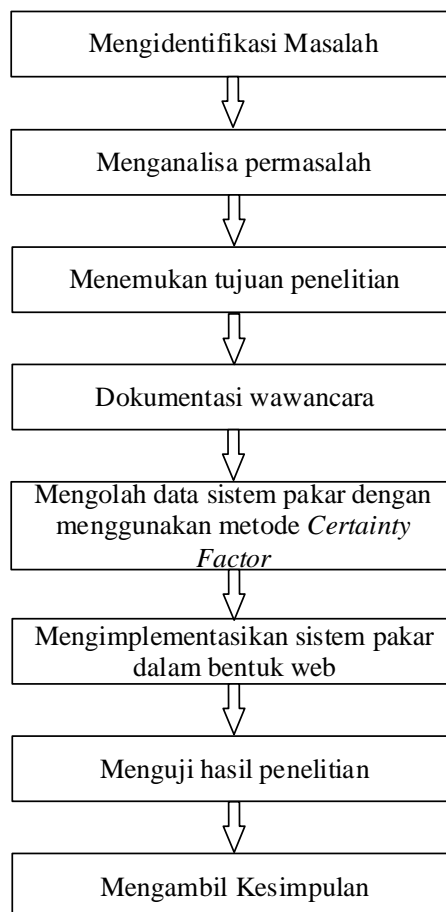 Mengidentifikasi Masalah
Menganalisa permasalah
Menemukan tujuan penelitian
Dokumentasi wawancara
Mengolah data sistem pakar dengan
menggunakan metode Certainty
Factor
Mengimplementasikan sistem pakar
dalam bentuk web
Menguji hasil penelitian
Mengambil Kesimpulan